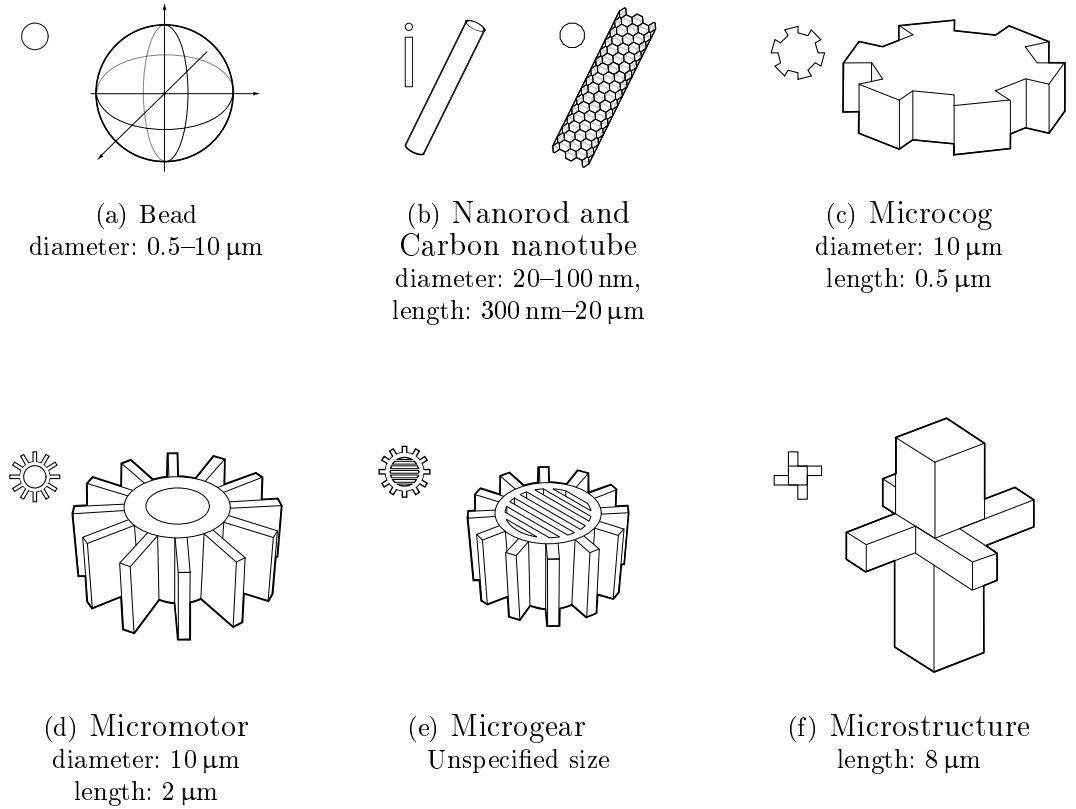 (a) Bead
diameter: 0.5–10 µm
(b) Nanorod and
Carbon nanotube
diameter: 20–100 nm,
length: 300 nm–20 µm
(c) Microcog
diameter: 10 µm
length: 0.5 µm
(d) Micromotor
diameter: 10 µm
length: 2 µm
(e) Microgear
Unspecified size
(f) Microstructure
length: 8 µm